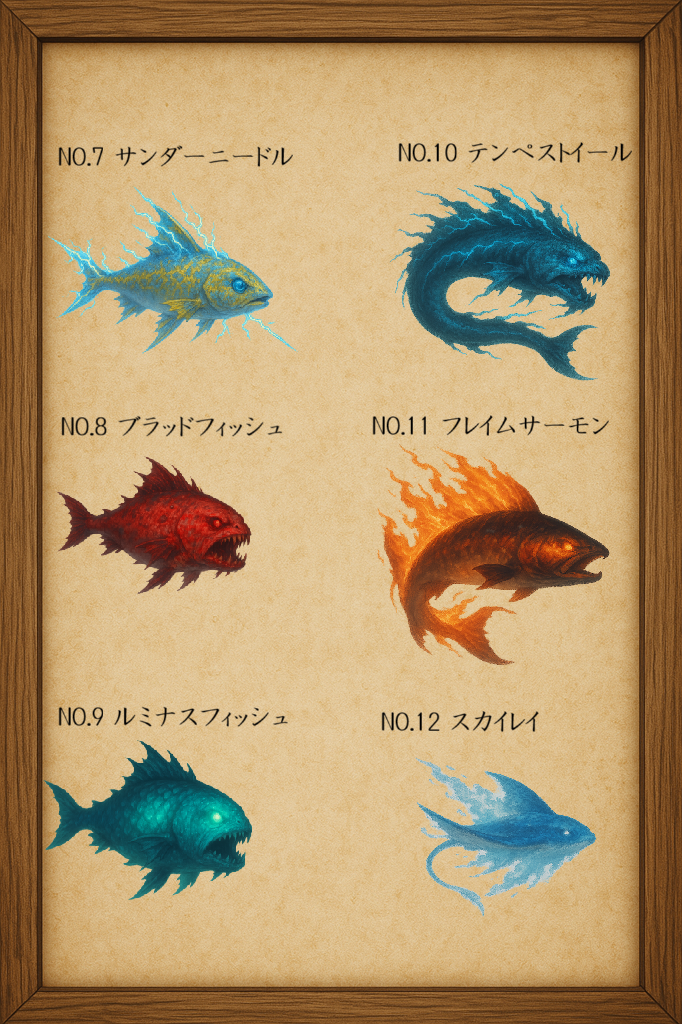 NO.7 サンダーニードル
NO.8 ブラッドフィッシュ
NO.9 ルミナスフィッシュ
NO.10 テンペストイール
NO.11 フレイムサーモン
NO.12 スカイレイ